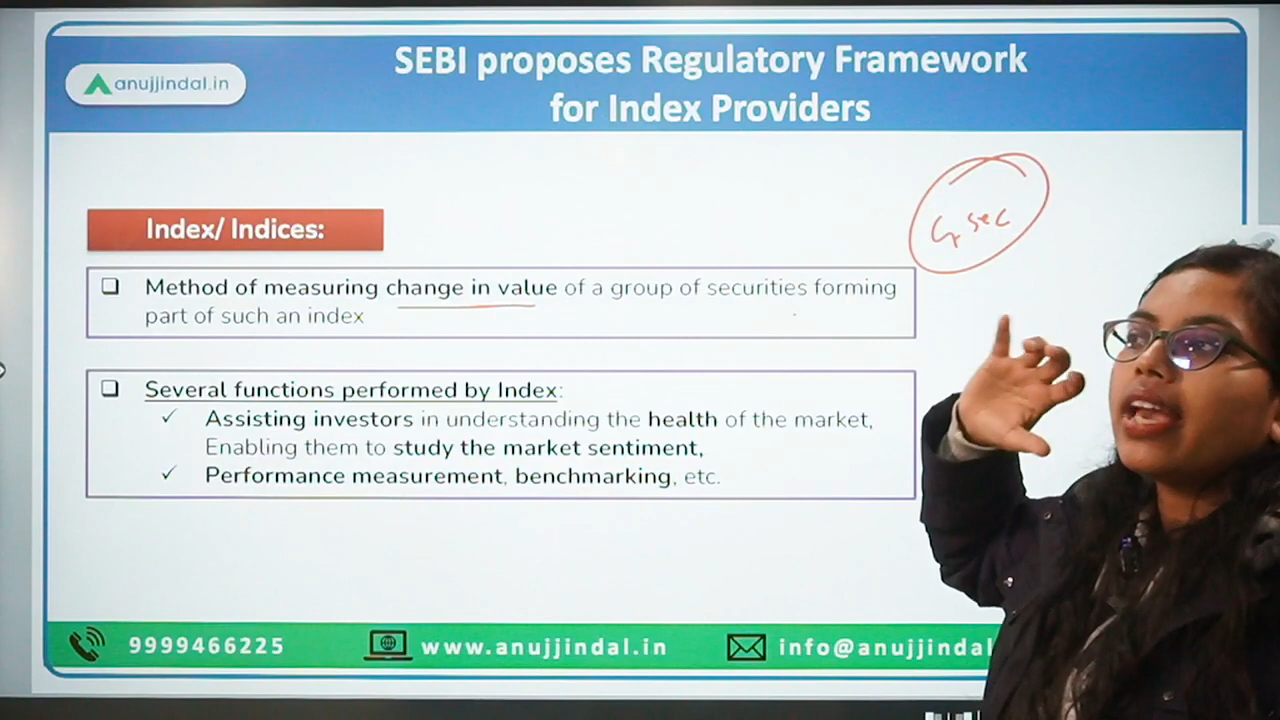 SEBI proposes Regulatory Framework
for Index Providers
anujjindal.in
G sec
Index/ Indices:
Method of measuring change in value of a group of securities forming
part of such an index
Several functions performed by Index:
Assisting investors in understanding the health of the market,
Enabling them to study the market sentiment,
Performance measurement, benchmarking, etc.
9999466225
www.anujjindal.in
info@anujjindal